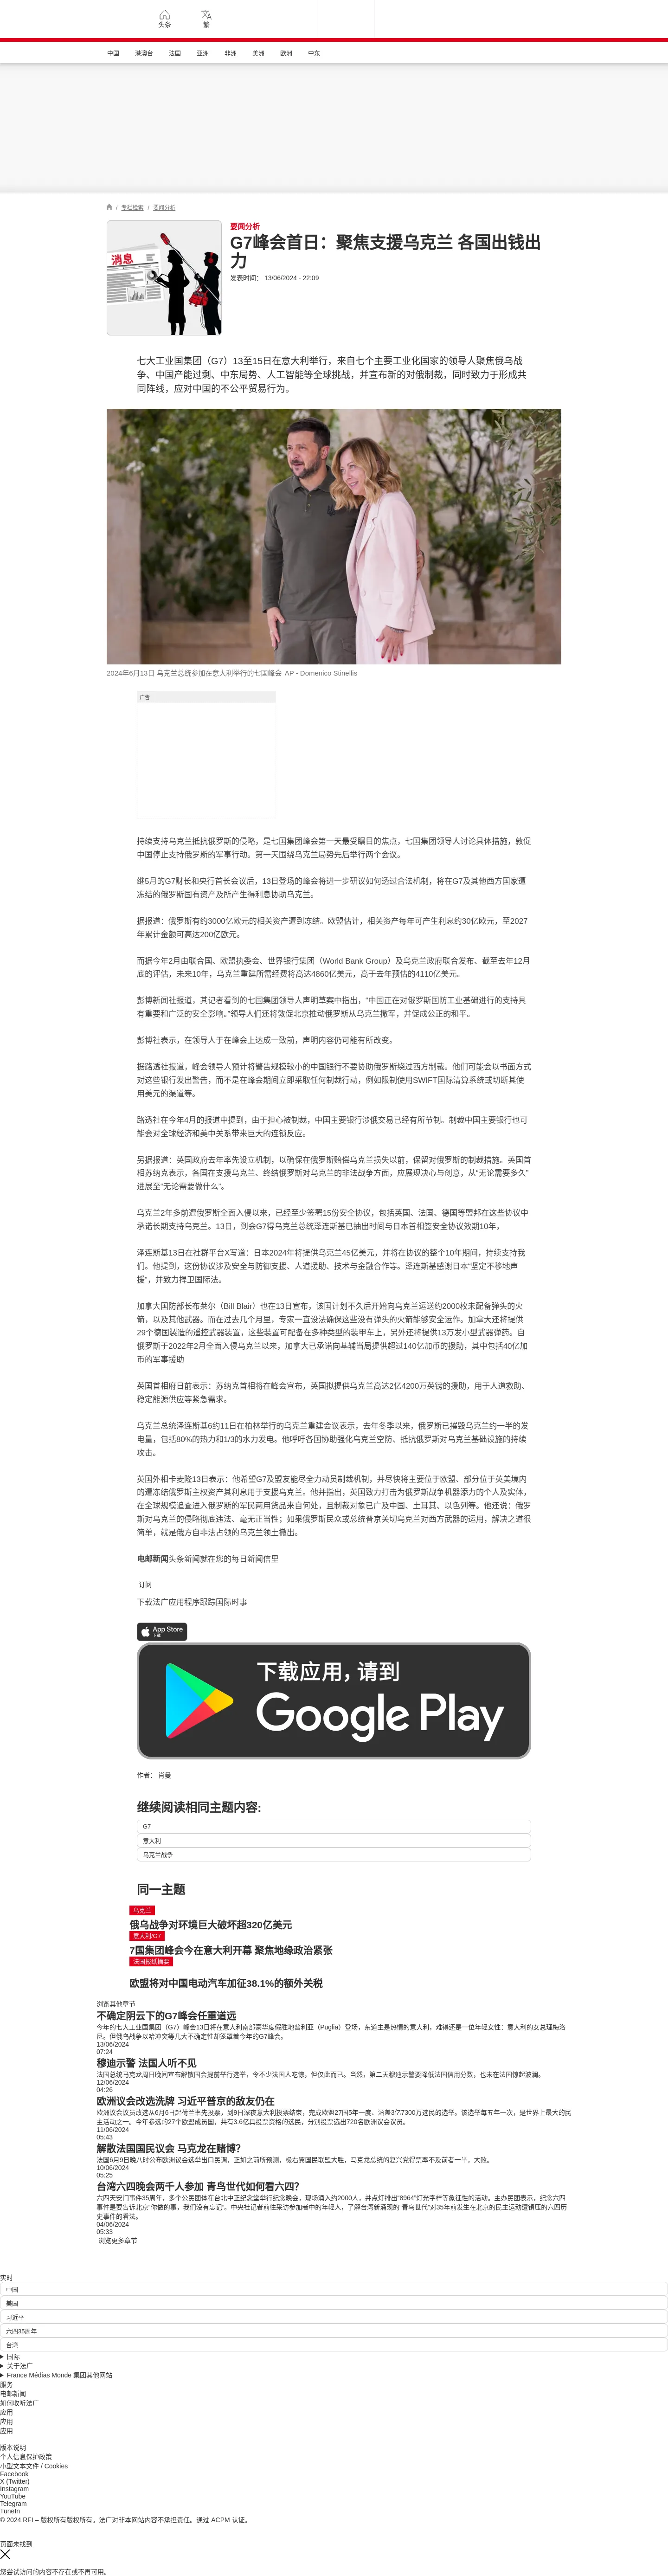 头条
繁
中国
港澳台
法国
亚洲
非洲
美洲
欧洲
中东
/ 专栏检索 / 要闻分析
消息
要闻分析
G7峰会首日：聚焦支援乌克兰 各国出钱出
力
发表时间： 13/06/2024 - 22:09
七大工业国集团（G7）13至15日在意大利举行，来自七个主要工业化国家的领导人聚焦俄乌战
争、中国产能过剩、中东局势、人工智能等全球挑战，并宣布新的对俄制裁，同时致力于形成共
同阵线，应对中国的不公平贸易行为。
2024年6月13日 乌克兰总统参加在意大利举行的七国峰会 AP - Domenico Stinellis
广告
持续支持乌克兰抵抗俄罗斯的侵略，是七国集团峰会第一天最受瞩目的焦点，七国集团领导人讨论具体措施，敦促
中国停止支持俄罗斯的军事行动。第一天围绕乌克兰局势先后举行两个会议。
继5月的G7财长和央行首长会议后，13日登场的峰会将进一步研议如何透过合法机制，将在G7及其他西方国家遭
冻结的俄罗斯国有资产及所产生得利息协助乌克兰。
据报道：俄罗斯有约3000亿欧元的相关资产遭到冻结。欧盟估计，相关资产每年可产生利息约30亿欧元，至2027
年累计金额可高达200亿欧元。
而据今年2月由联合国、欧盟执委会、世界银行集团（World Bank Group）及乌克兰政府联合发布、截至去年12月
底的评估，未来10年，乌克兰重建所需经费将高达4860亿美元，高于去年预估的4110亿美元。
彭博新闻社报道，其记者看到的七国集团领导人声明草案中指出，“中国正在对俄罗斯国防工业基础进行的支持具
有重要和广泛的安全影响。”领导人们还将敦促北京推动俄罗斯从乌克兰撤军，并促成公正的和平。
彭博社表示，在领导人于在峰会上达成一致前，声明内容仍可能有所改变。
据路透社报道，峰会领导人预计将警告规模较小的中国银行不要协助俄罗斯绕过西方制裁。他们可能会以书面方式
对这些银行发出警告，而不是在峰会期间立即采取任何制裁行动，例如限制使用SWIFT国际清算系统或切断其使
用美元的渠道等。
路透社在今年4月的报道中提到，由于担心被制裁，中国主要银行涉俄交易已经有所节制。制裁中国主要银行也可
能会对全球经济和美中关系带来巨大的连锁反应。
另据报道：英国政府去年率先设立机制，以确保在俄罗斯赔偿乌克兰损失以前，保留对俄罗斯的制裁措施。英国首
相苏纳克表示，各国在支援乌克兰、终结俄罗斯对乌克兰的非法战争方面，应展现决心与创意，从“无论需要多久”
进展至“无论需要做什么”。
乌克兰2年多前遭俄罗斯全面入侵以来，已经至少签署15份安全协议，包括英国、法国、德国等盟邦在这些协议中
承诺长期支持乌克兰。13日，到会G7得乌克兰总统泽连斯基已抽出时间与日本首相签安全协议效期10年，
泽连斯基13日在社群平台X写道：日本2024年将提供乌克兰45亿美元，并将在协议的整个10年期间，持续支持我
们。他提到，这份协议涉及安全与防御支援、人道援助、技术与金融合作等。泽连斯基感谢日本“坚定不移地声
援”，并致力捍卫国际法。
加拿大国防部长布莱尔（Bill Blair）也在13日宣布，该国计划不久后开始向乌克兰运送约2000枚未配备弹头的火
箭，以及其他武器。而在过去几个月里，专家一直设法确保这些没有弹头的火箭能够安全运作。加拿大还将提供
29个德国製造的遥控武器装置，这些装置可配备在多种类型的装甲车上，另外还将提供13万发小型武器弹药。自
俄罗斯于2022年2月全面入侵乌克兰以来，加拿大已承诺向基辅当局提供超过140亿加币的援助，其中包括40亿加
币的军事援助
英国首相府日前表示：苏纳克首相将在峰会宣布，英国拟提供乌克兰高达2亿4200万英镑的援助，用于人道救助、
稳定能源供应等紧急需求。
乌克兰总统泽连斯基6约11日在柏林举行的乌克兰重建会议表示，去年冬季以来，俄罗斯已摧毁乌克兰约一半的发
电量，包括80%的热力和1/3的水力发电。他呼吁各国协助强化乌克兰空防、抵抗俄罗斯对乌克兰基础设施的持续
攻击。
英国外相卡麦隆13日表示：他希望G7及盟友能尽全力动员制裁机制，并尽快将主要位于欧盟、部分位于英美境内
的遭冻结俄罗斯主权资产其利息用于支援乌克兰。他并指出，英国致力打击为俄罗斯战争机器添力的个人及实体，
在全球规模追查进入俄罗斯的军民两用货品来自何处，且制裁对象已广及中国、土耳其、以色列等。他还说：俄罗
斯对乌克兰的侵略彻底违法、毫无正当性；如果俄罗斯民众或总统普京关切乌克兰对西方武器的运用，解决之道很
简单，就是俄方自非法占领的乌克兰领土撤出。
电邮新闻头条新闻就在您的每日新闻信里
订阅
下载法广应用程序跟踪国际时事
App Store
下载
下载应用，请到
Google Play
作者： 肖曼
继续阅读相同主题内容:
G7
意大利
乌克兰战争
同一主题
乌克兰
俄乌战争对环境巨大破坏超320亿美元
意大利/G7
7国集团峰会今在意大利开幕 聚焦地缘政治紧张
法国报纸摘要
欧盟将对中国电动汽车加征38.1%的额外关税
浏览其他章节
不确定阴云下的G7峰会任重道远
今年的七大工业国集团（G7）峰会13日将在意大利南部豪华度假胜地普利亚（Puglia）登场，东道主是热情的意大利，难得还是一位年轻女性：意大利的女总理梅洛
尼。但俄乌战争以哈冲突等几大不确定性却笼罩着今年的G7峰会。
13/06/2024
07:24
穆迪示警 法国人听不见
法国总统马克龙周日晚间宣布解散国会提前举行选举，令不少法国人吃惊，但仅此而已。当然，第二天穆迪示警要降低法国信用分数，也未在法国惊起波澜。
12/06/2024
04:26
欧洲议会改选洗牌 习近平普京的敌友仍在
欧洲议会议员改选从6月6日起荷兰率先投票，到9日深夜意大利投票结束，完成欧盟27国5年一度、涵盖3亿7300万选民的选举。该选举每五年一次，是世界上最大的民
主活动之一。今年参选的27个欧盟成员国，共有3.6亿具投票资格的选民，分别投票选出720名欧洲议会议员。
11/06/2024
05:43
解散法国国民议会 马克龙在赌博？
法国6月9日晚八时公布欧洲议会选举出口民调，正如之前所预测，极右翼国民联盟大胜，马克龙总统的复兴党得票率不及前者一半，大败。
10/06/2024
05:25
台湾六四晚会两千人参加 青鸟世代如何看六四？
六四天安门事件35周年，多个公民团体在台北中正纪念堂举行纪念晚会，现场涌入约2000人，并点灯排出“8964”灯光字样等象征性的活动。主办民团表示，纪念六四
事件是要告诉北京“你做的事，我们没有忘记”。中央社记者前往采访参加者中的年轻人，了解台湾新涌现的“青鸟世代”对35年前发生在北京的民主运动遭镇压的六四历
史事件的看法。
04/06/2024
05:33
浏览更多章节
实时
中国
美国
习近平
六四35周年
台湾
国际
关于法广
France Médias Monde 集团其他网站
服务
电邮新闻
如何收听法广
应用
应用
应用
版本说明
个人信息保护政策
小型文本文件 / Cookies
Facebook
X (Twitter)
Instagram
YouTube
Telegram
TuneIn
© 2024 RFI – 版权所有版权所有。法广对非本网站内容不承担责任。通过 ACPM 认证。
页面未找到
您尝试访问的内容不存在或不再可用。